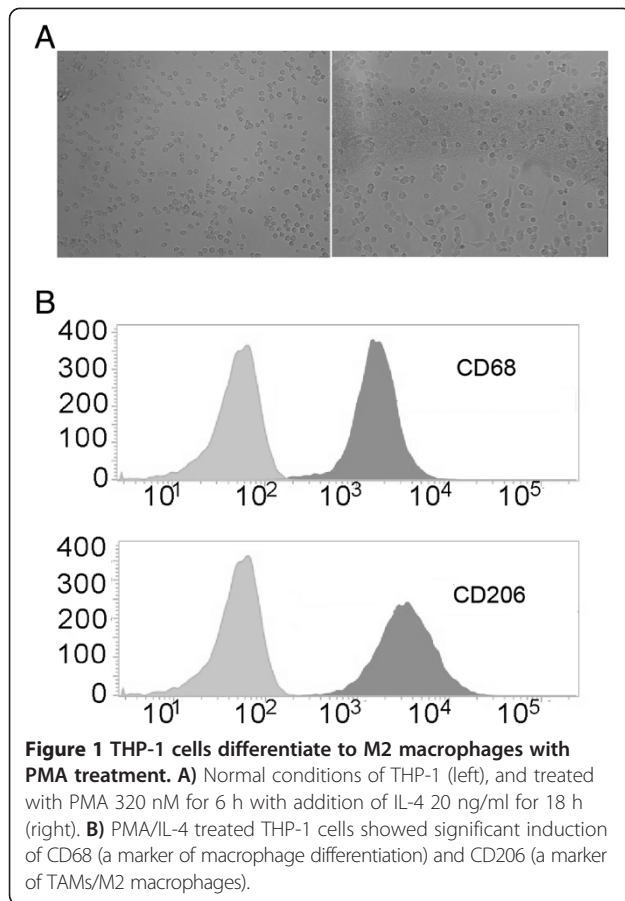 A
B
400
300
200
100
0
CD68
10¹ 10² 10³ 10⁴ 10⁵
400
300
200
100
0
CD206
10¹ 10² 10³ 10⁴ 10⁵
Figure 1 THP-1 cells differentiate to M2 macrophages with
PMA treatment. A) Normal conditions of THP-1 (left), and treated
with PMA 320 nM for 6 h with addition of IL-4 20 ng/ml for 18 h
(right). B) PMA/IL-4 treated THP-1 cells showed significant induction
of CD68 (a marker of macrophage differentiation) and CD206 (a marker
of TAMs/M2 macrophages).